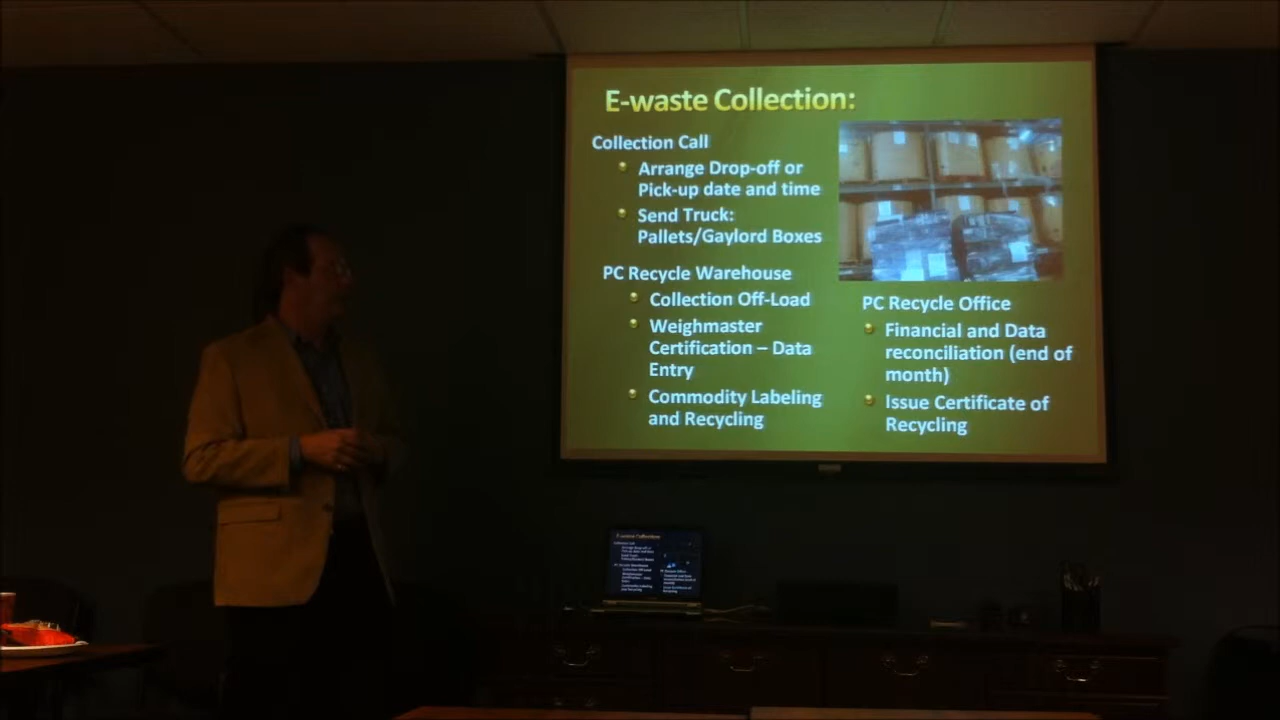 E-waste Collection:
Collection Call
Arrange Drop-off or
Pick-up date and time
Send Truck:
Pallets/Gaylord Boxes
PC Recycle Warehouse
Collection Off-Load
Weighmaster
Certification – Data
Entry
Commodity Labeling
and Recycling
PC Recycle Office
Financial and Data
reconciliation (end of
month)
Issue Certificate of
Recycling